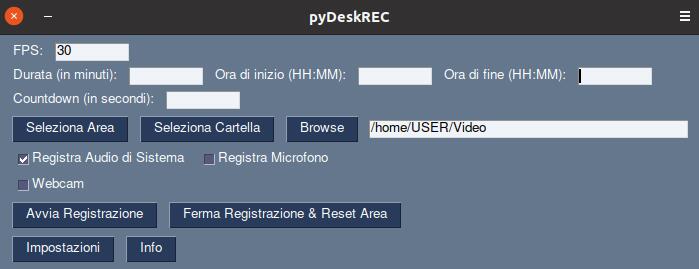 pyDeskREC
FPS: 30
Durata (in minuti): Ora di inizio (HH:MM): Ora di fine (HH:MM):
Countdown (in secondi):
Seleziona Area Seleziona Cartella Browse /home/USER/Video
Registra Audio di Sistema Registra Microfono
Webcam
Avvia Registrazione Ferma Registrazione & Reset Area
Impostazioni Info